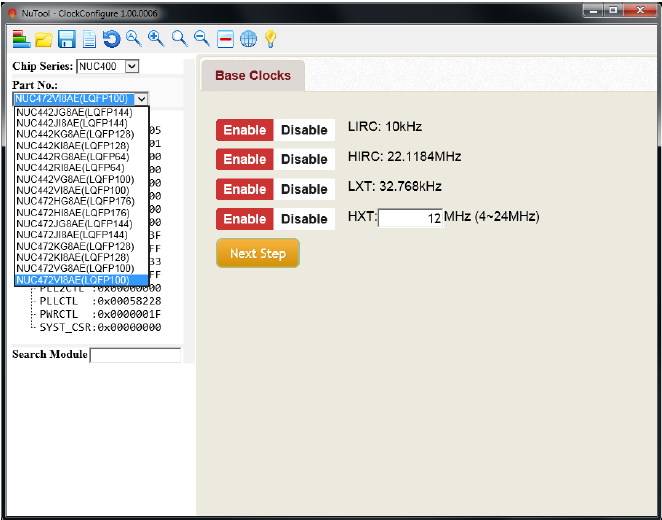 NuTool - ClockConfigure 1.00.0006
Chip Series: NUC400
Part No.:
NUC472VI8AE(LQFP100)
NUC442JG8AE(LQFP144)
NUC442JI8AE(LQFP144)
NUC442KG8AE(LQFP128)
NUC442KI8AE(LQFP128)
NUC442RG8AE(LQFP64)
NUC442RI8AE(LQFP64)
NUC442VG8AE(LQFP100)
NUC442VI8AE(LQFP100)
NUC472HG8AE(LQFP176)
NUC472HI8AE(LQFP176)
NUC472JG8AE(LQFP144)
NUC472JI8AE(LQFP144)
NUC472KG8AE(LQFP128)
NUC472KI8AE(LQFP128)
NUC472VG8AE(LQFP100)
NUC472VI8AE(LQFP100)
05
01
00
00
00
00
00
00
3F
FF
33
FF
PLL2CTL :0x00000000
PLLCTL :0x00058228
PWRCTL :0x0000001F
SYST_CSR:0x00000000
Search Module
Base Clocks
Enable Disable LIRC: 10kHz
Enable Disable HIRC: 22.1184MHz
Enable Disable LXT: 32.768kHz
Enable Disable HXT: 12 MHz (4~24MHz)
Next Step